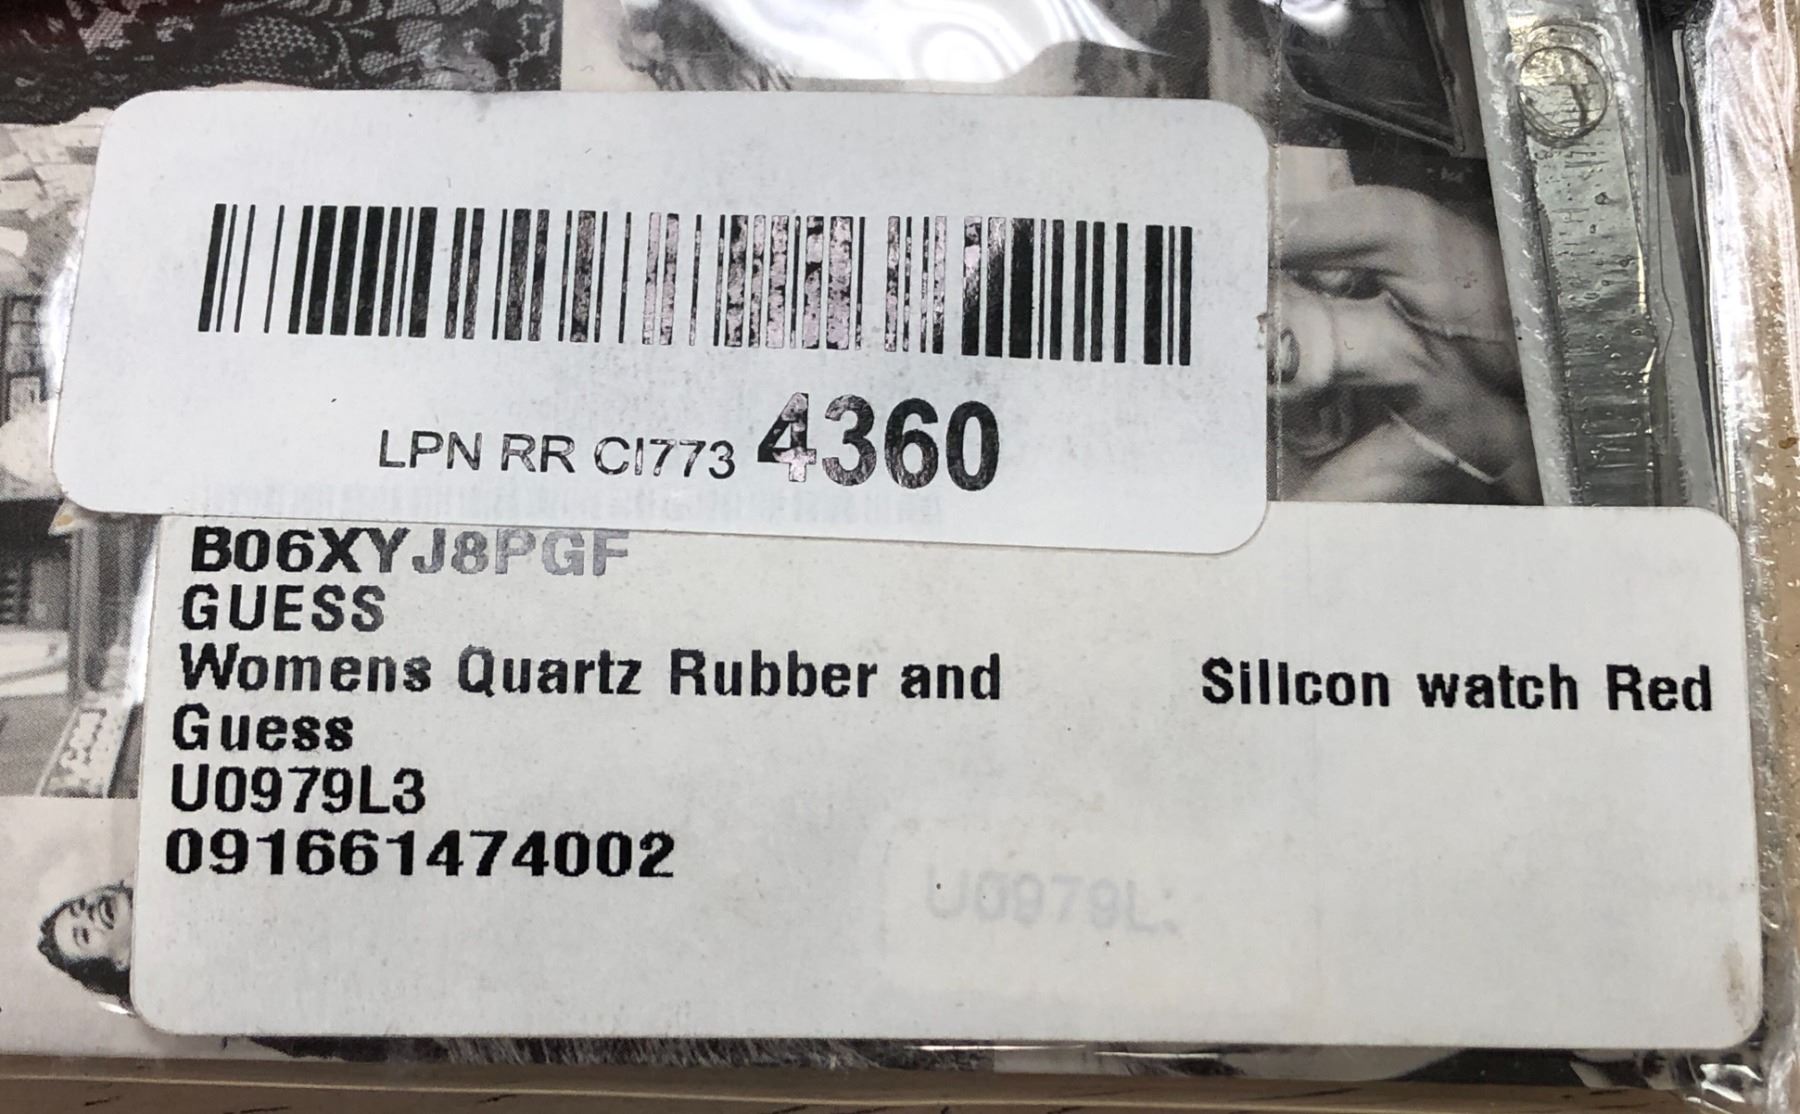 LPN RR CI773 4360
B06XYJ8PGF
GUESS
Womens Quartz Rubber and Sillcon watch Red
Guess
U0979L3
091661474002
U0979L